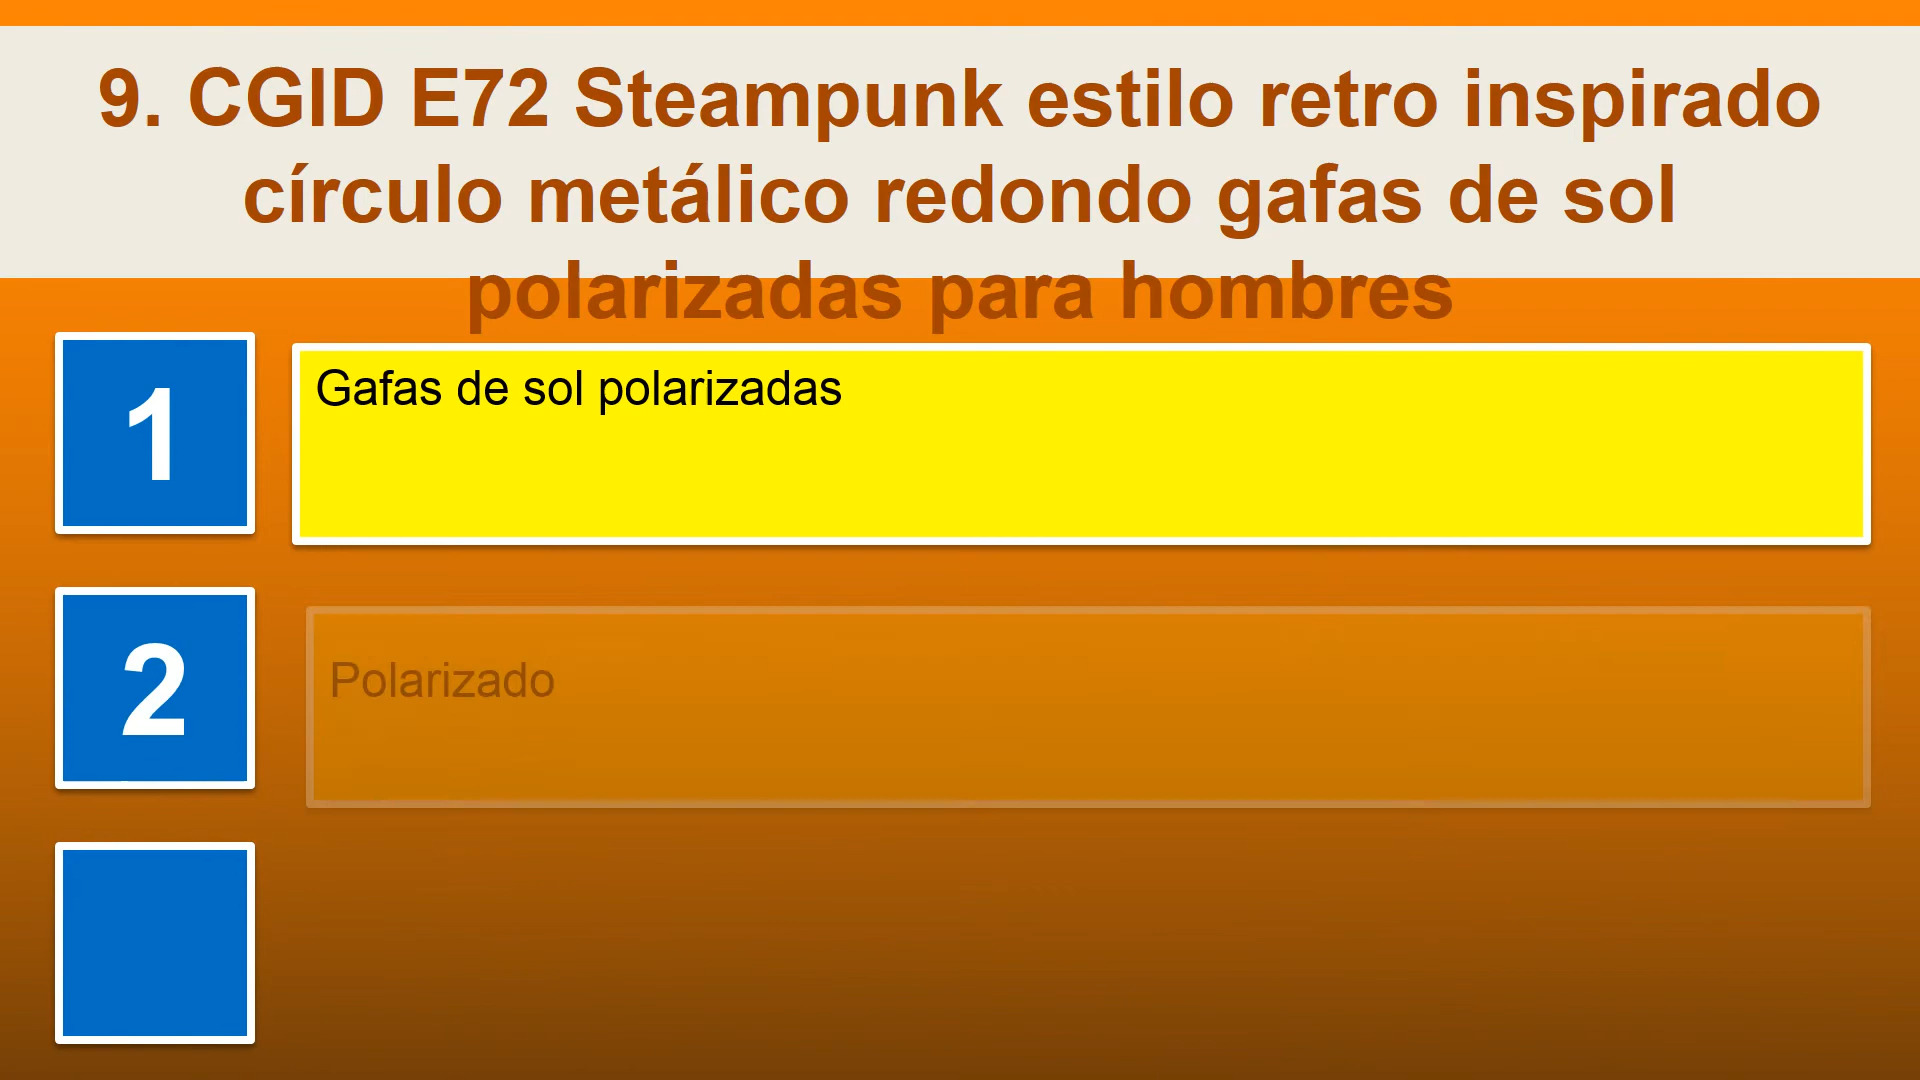 9. CGID E72 Steampunk estilo retro inspirado
círculo metálico redondo gafas de sol
polarizadas para hombres
1
Gafas de sol polarizadas
2
Polarizado